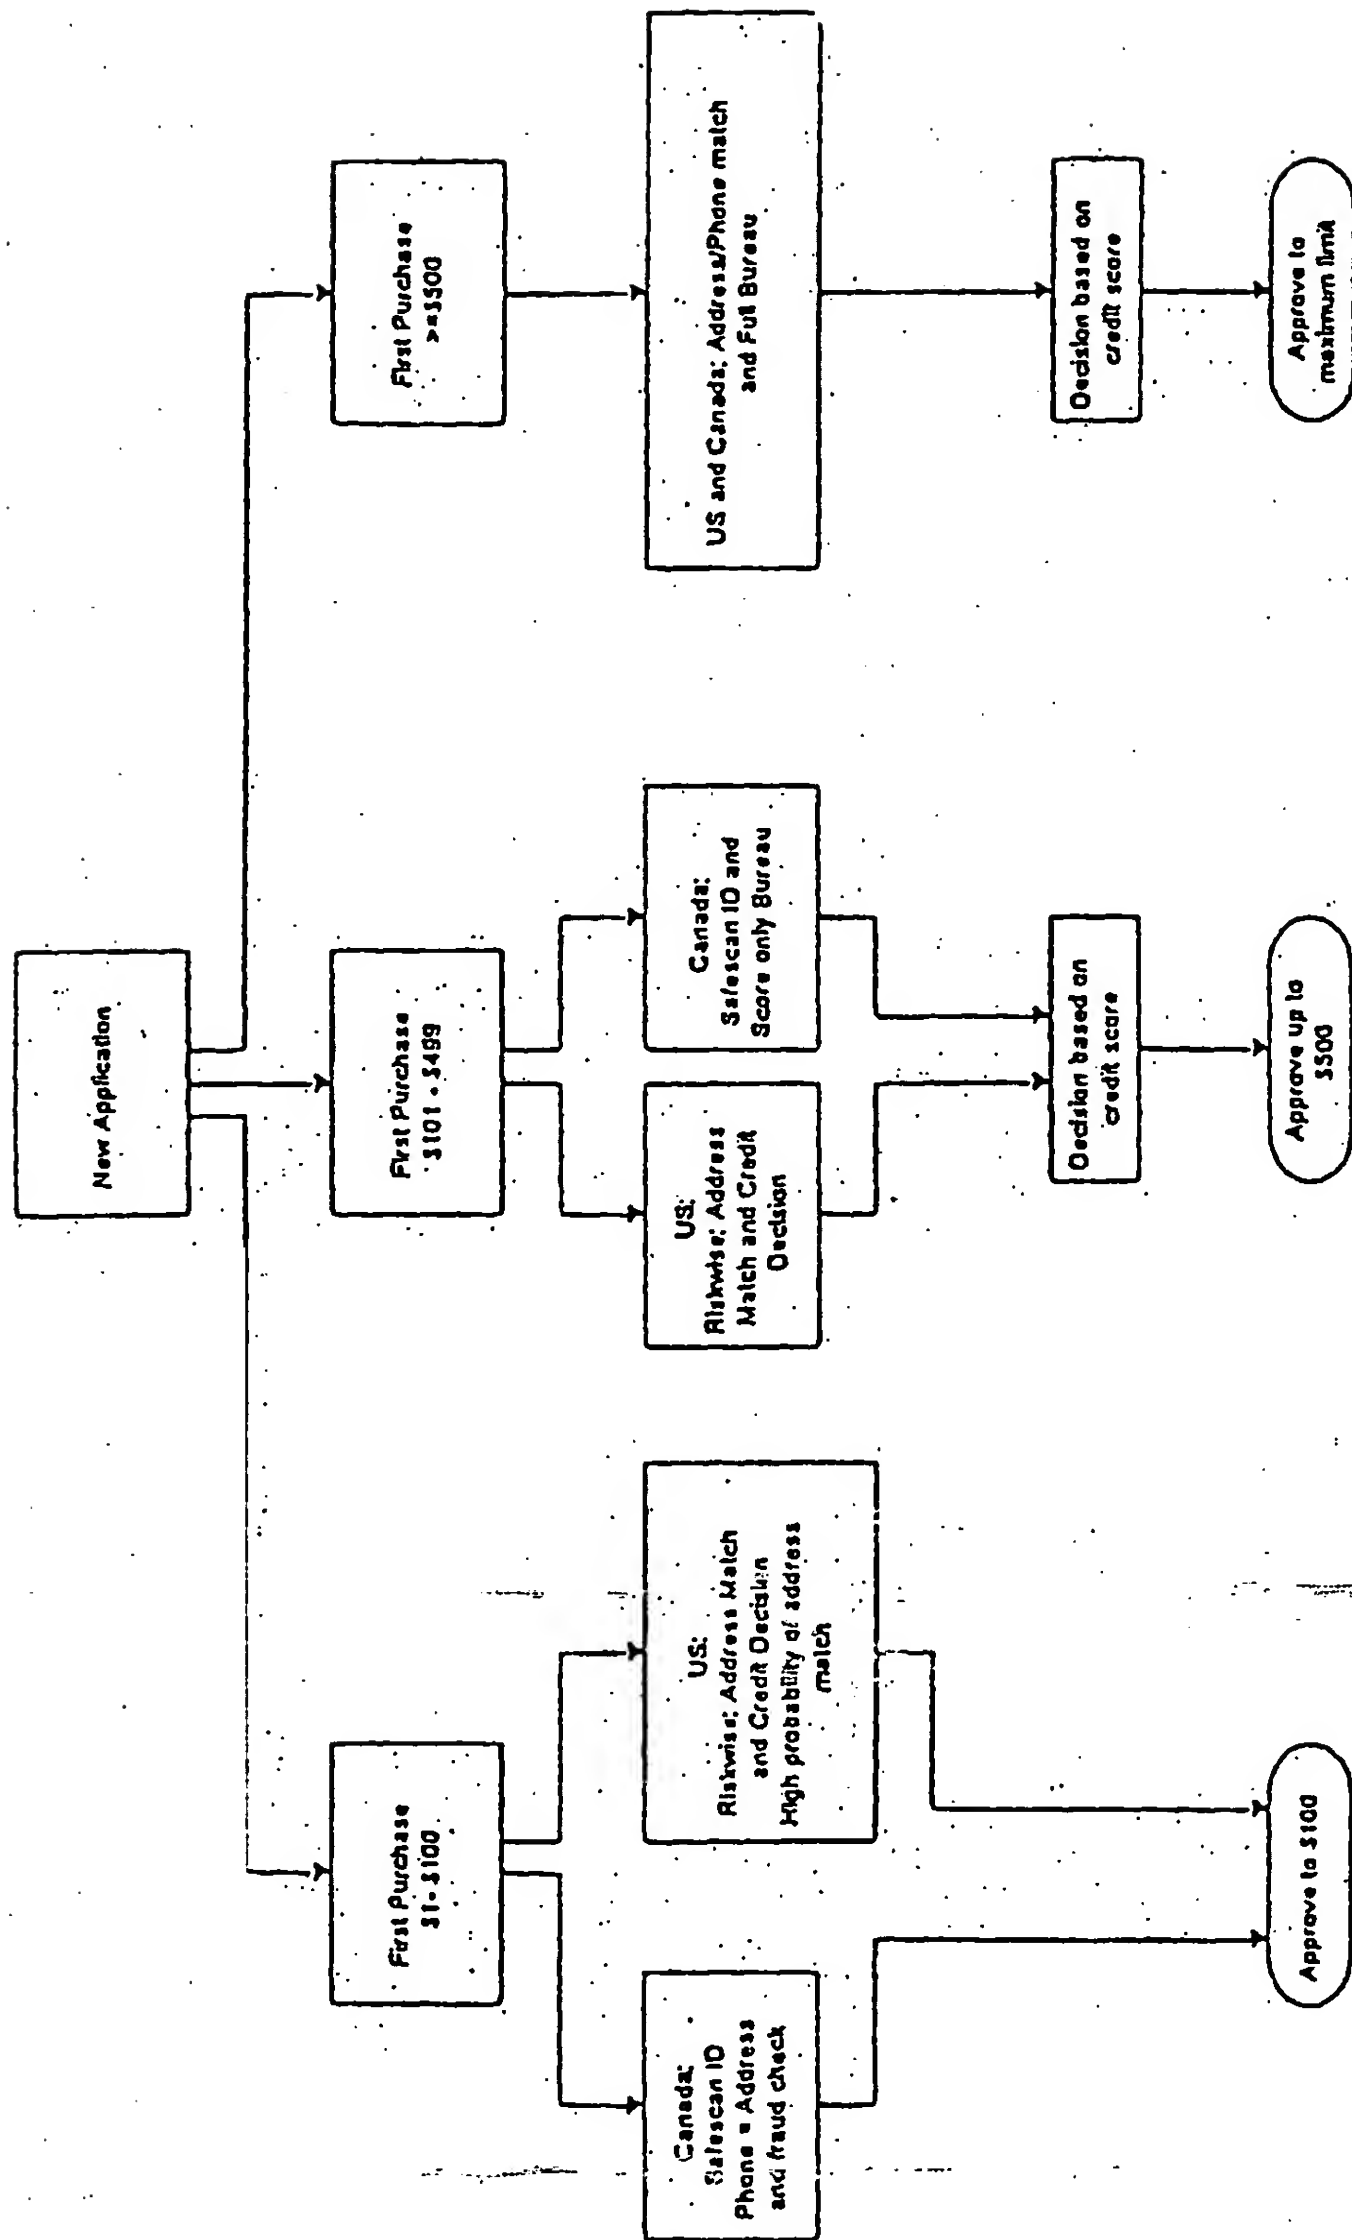 New Application
First Purchase
$1 - $100
First Purchase
$101 - $499
First Purchase
>=$500
Canada:
Safescan ID
Phone = Address
and fraud check
US:
Riskwise: Address Match
and Credit Decision
High probability of address
match
US:
Riskwise: Address
Match and Credit
Decision
Canada:
Safescan ID and
Score only Bureau
US and Canada: Address/Phone match
and Full Bureau
Decision based on
credit score
Decision based on
credit score
Approve to $100
Approve up to
$500
Approve to
maximum limit